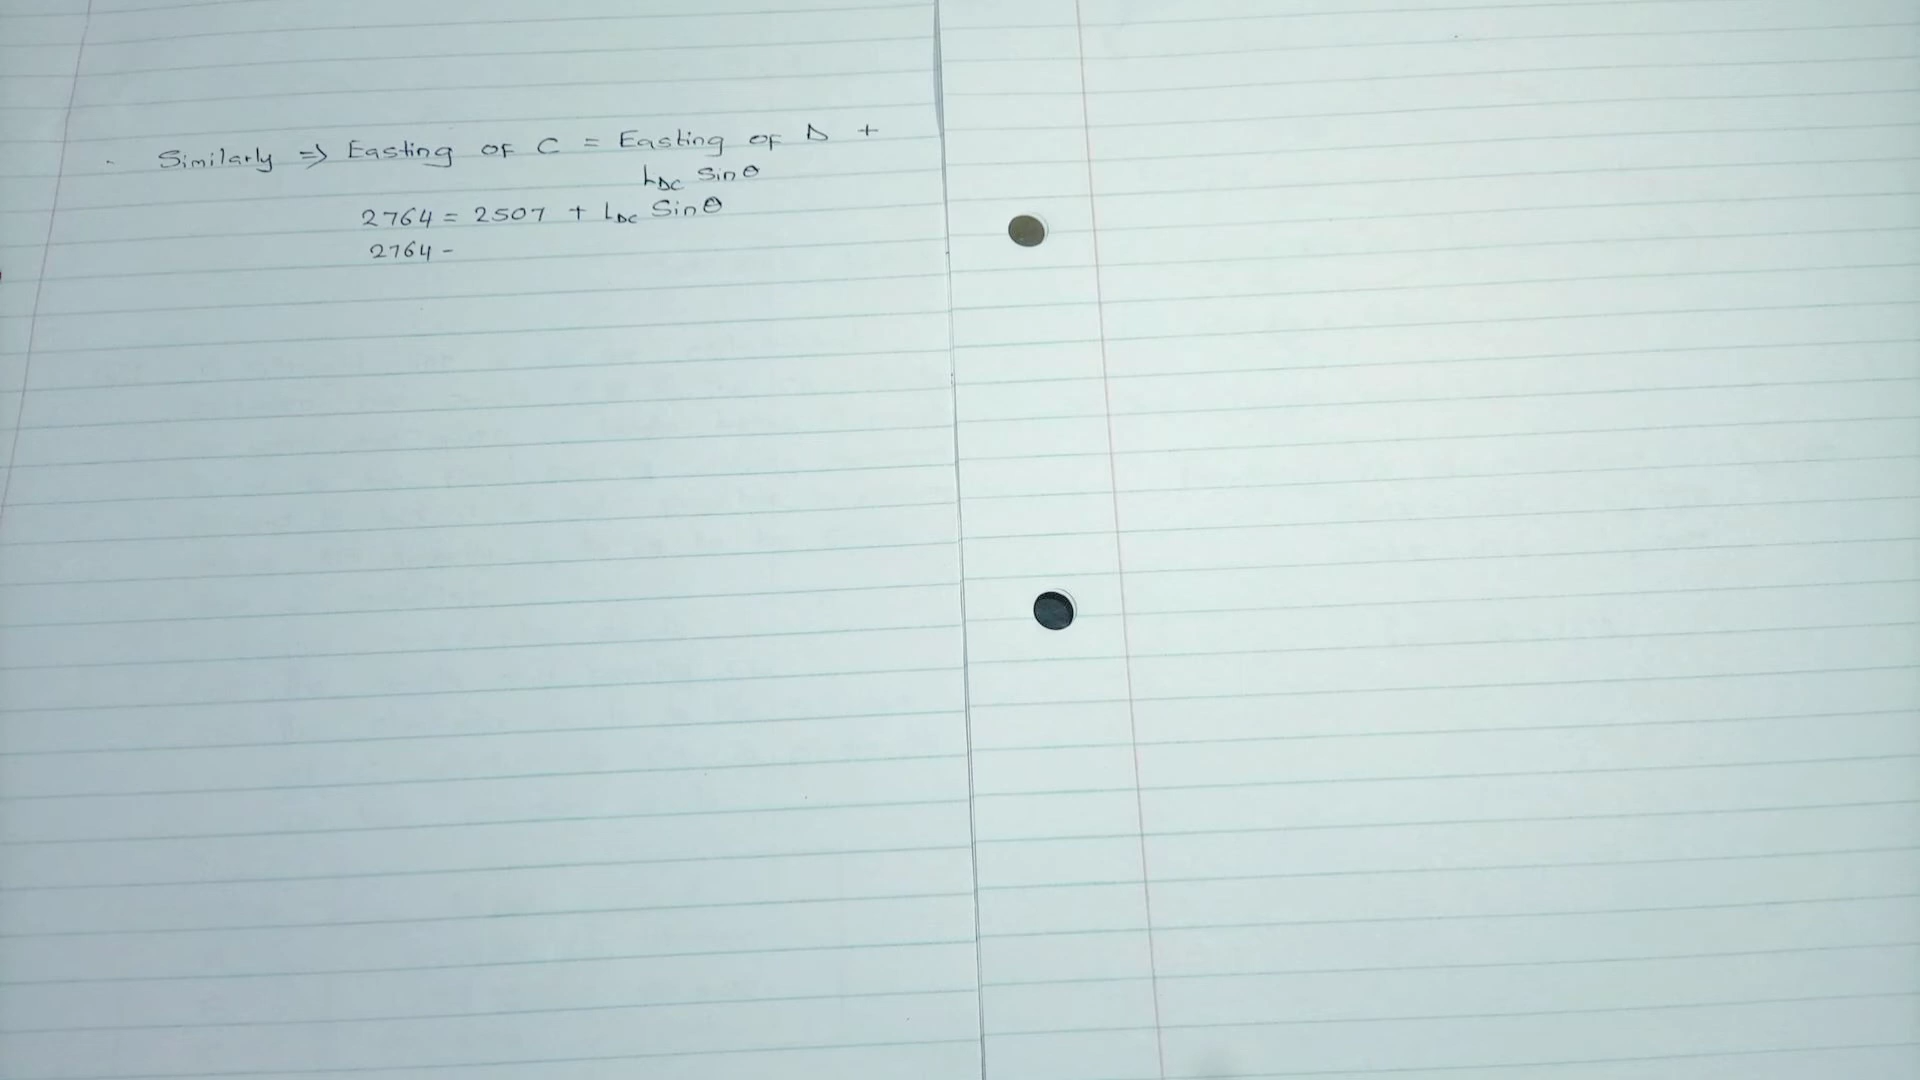 Similarly => Easting of C = Easting of D +
LDC Sinθ
2764 = 2507 + LDC Sinθ
2764 -